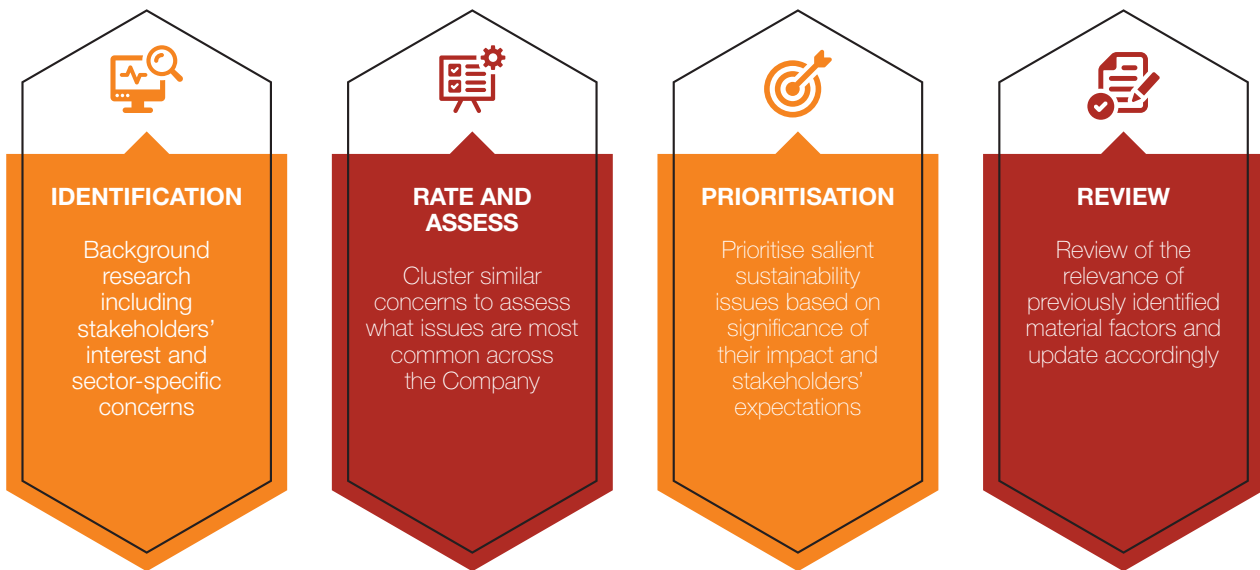 IDENTIFICATION
Background
research
including
stakeholders’
interest and
sector-specific
concerns
RATE AND
ASSESS
Cluster similar
concerns to assess
what issues are most
common across
the Company
PRIORITISATION
Prioritise salient
sustainability
issues based on
significance of
their impact and
stakeholders’
expectations
REVIEW
Review of the
relevance of
previously identified
material factors and
update accordingly